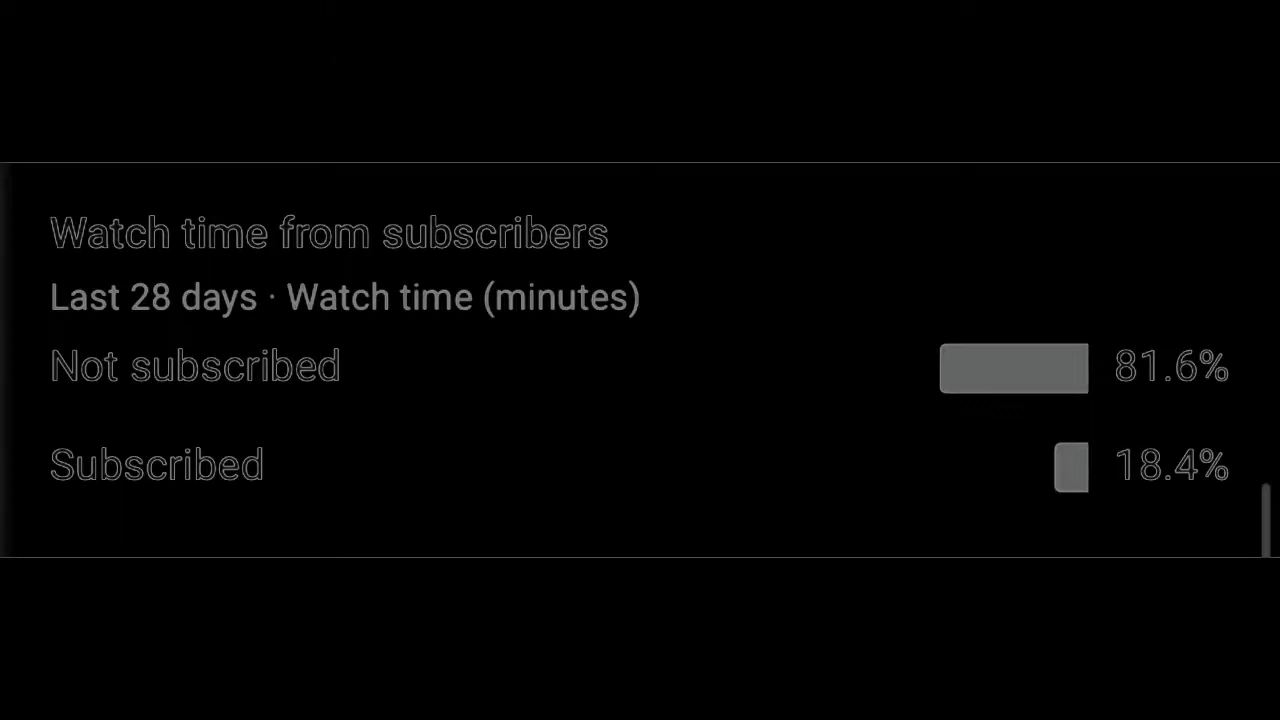 Watch time from subscribers
Last 28 days · Watch time (minutes)
Not subscribed 81.6%
Subscribed 18.4%